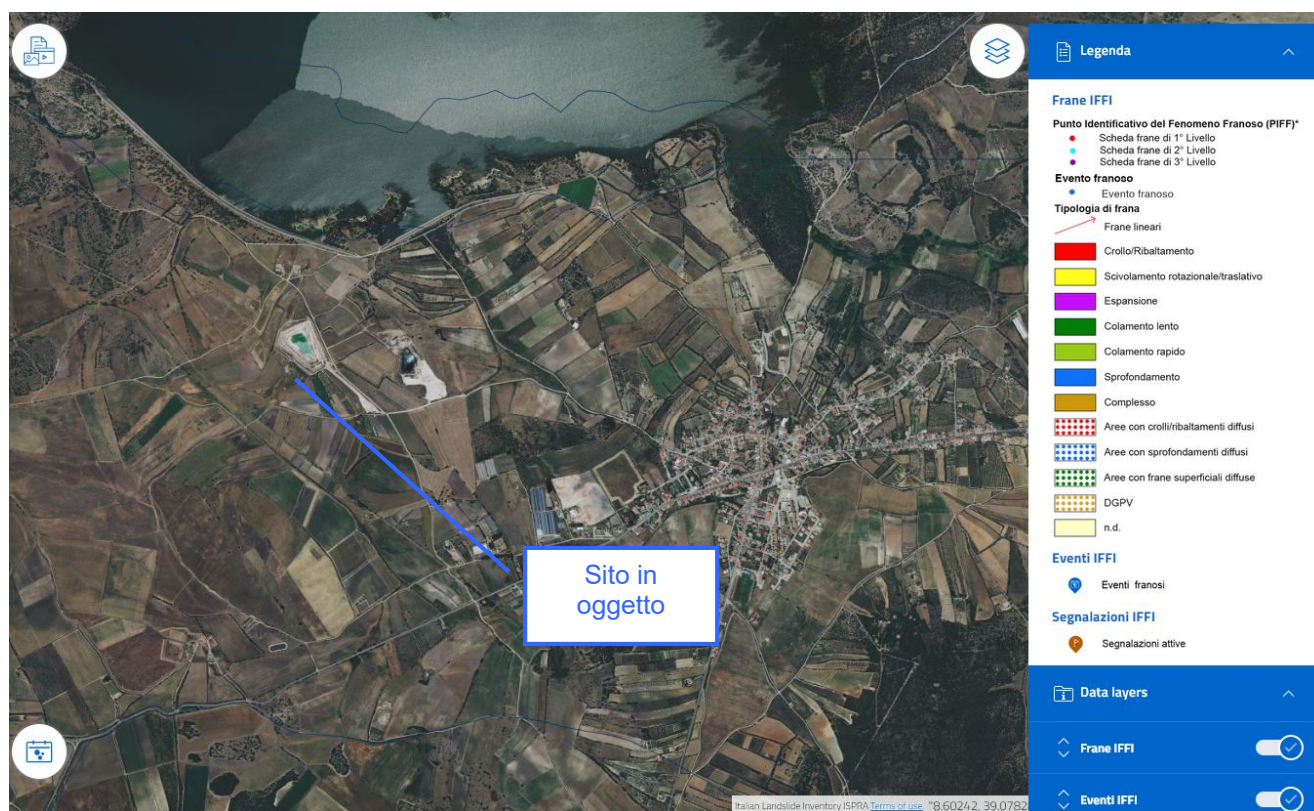 Legenda
Frane IFFI
Punto Identificativo del Fenomeno Franoso (PIFF)*
Scheda frane di 1° Livello
Scheda frane di 2° Livello
Scheda frane di 3° Livello
Evento franoso
Evento franoso
Tipologia di frana
Frane lineari
Crollo/Ribaltamento
Scivolamento rotazionale/traslativo
Espansione
Colamento lento
Colamento rapido
Sprofondamento
Complesso
Aree con crolli/ribaltamenti diffusi
Aree con sprofondamenti diffusi
Aree con frane superficiali diffuse
DGPV
n.d.
Eventi IFFI
Eventi franosi
Segnalazioni IFFI
Segnalazioni attive
Data layers
Frane IFFI
Eventi IFFI
Sito in
oggetto
Italian Landslide Inventory ISPRA Terms of use "8.60242, 39.0782